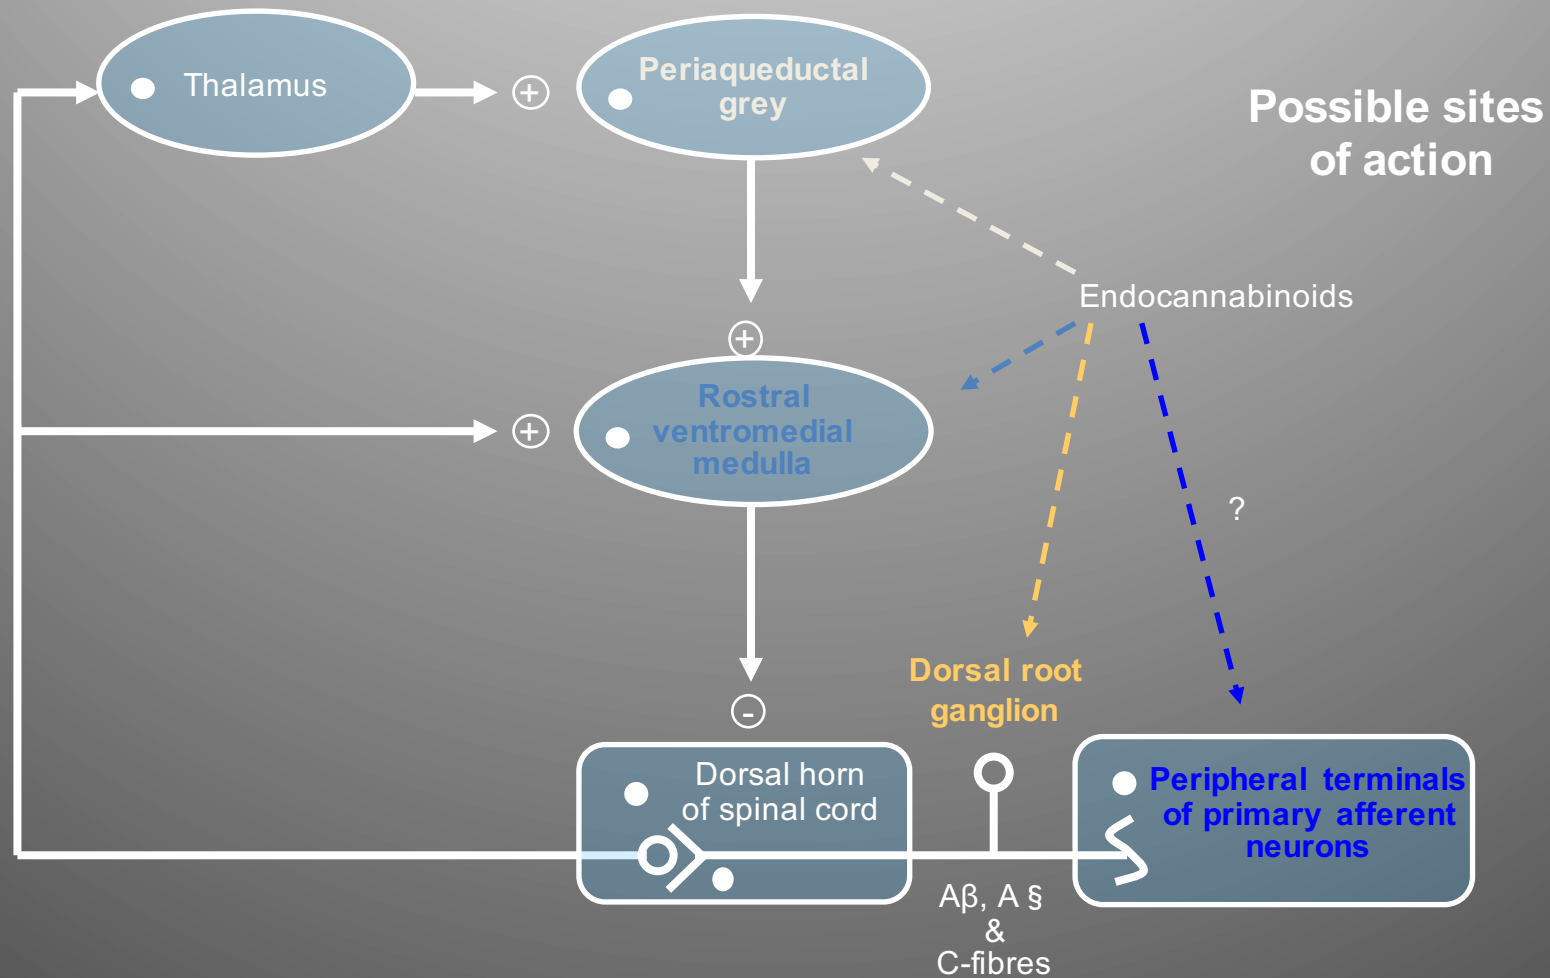 Thalamus
+
Periaqueductal
grey
Possible sites
of action
Endocannabinoids
+
Rostral
ventromedial
medulla
+
?
Dorsal root
ganglion
-
Dorsal horn
of spinal cord
Peripheral terminals
of primary afferent
neurons
Aβ, A §
&
C-fibres